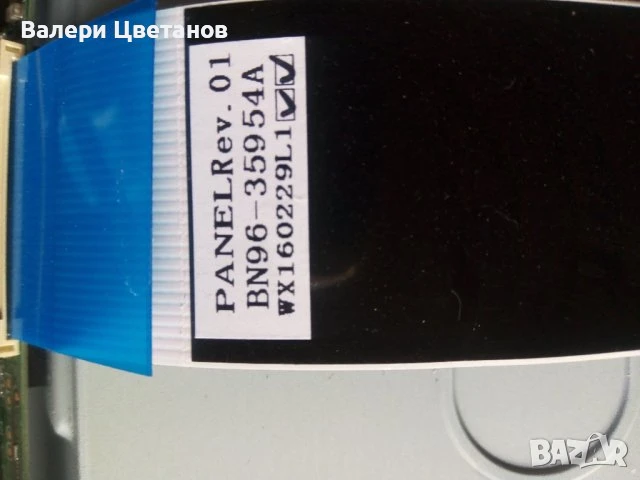 Валери Цветанов
PANELRev.01
BN96-35954A
WX160229L1
BAZAR